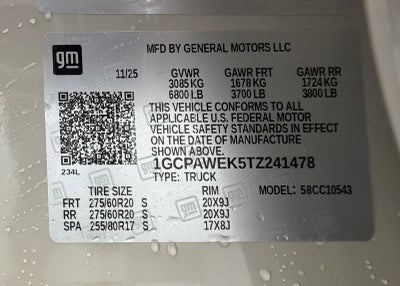 gm
MFD BY GENERAL MOTORS LLC
11/25 GVWR GAWR FRT GAWR RR
3085 KG 1678 KG 1724 KG
6800 LB 3700 LB 3800 LB
THIS VEHICLE CONFORMS TO ALL
APPLICABLE U.S. FEDERAL MOTOR
VEHICLE SAFETY STANDARDS IN EFFECT
ON THE DATE OF MANUFACTURE
SHOWN ABOVE.
1GCPAWEK5TZ241478
234L TYPE: TRUCK
TIRE SIZE RIM MODEL: 58CC10543
FRT 275/60R20 S 20X9J
RR 275/60R20 S 20X9J
SPA 255/80R17 S 17X8J